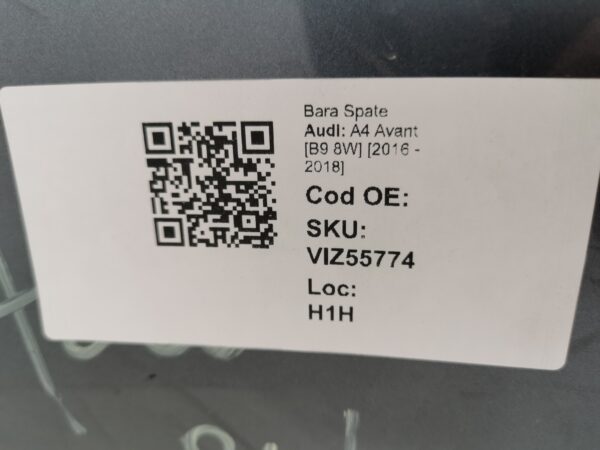 Bara Spate
Audi: A4 Avant
[B9 8W] [2016 -
2018]
Cod OE:
SKU:
VIZ55774
Loc:
H1H